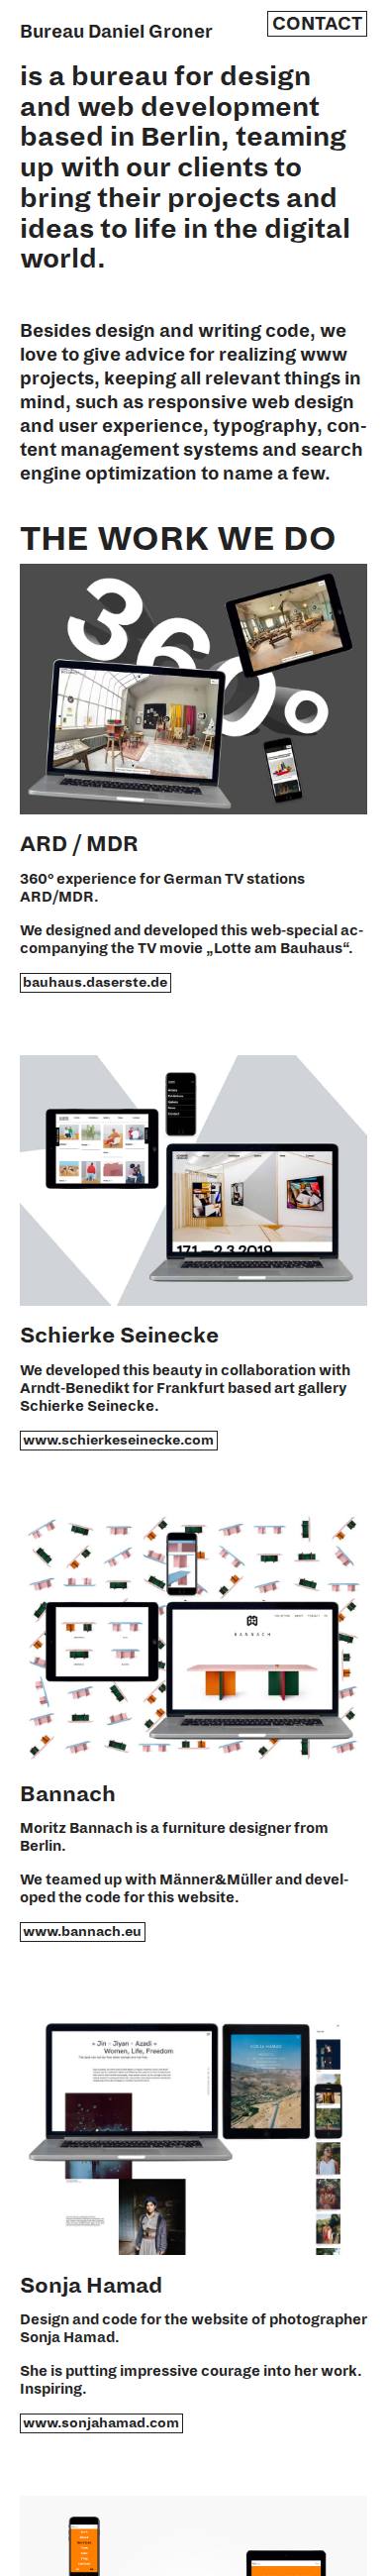 Bureau Daniel Groner
CONTACT
is a bureau for design
and web development
based in Berlin, teaming
up with our clients to
bring their projects and
ideas to life in the digital
world.
Besides design and writing code, we
love to give advice for realizing www
projects, keeping all relevant things in
mind, such as responsive web design
and user experience, typography, con-
tent management systems and search
engine optimization to name a few.
THE WORK WE DO
360°
ARD / MDR
360° experience for German TV stations
ARD/MDR.
We designed and developed this web-special ac-
companying the TV movie „Lotte am Bauhaus“.
bauhaus.daserste.de
17.1.—2.3.2019
Schierke Seinecke
We developed this beauty in collaboration with
Arndt-Benedikt for Frankfurt based art gallery
Schierke Seinecke.
www.schierkeseinecke.com
BANNACH
Bannach
Moritz Bannach is a furniture designer from
Berlin.
We teamed up with Männer&Müller and devel-
oped the code for this website.
www.bannach.eu
« Jin - Jiyan - Azadi »
Women, Life, Freedom
SONJA HAMAD
Sonja Hamad
Design and code for the website of photographer
Sonja Hamad.
She is putting impressive courage into her work.
Inspiring.
www.sonjahamad.com